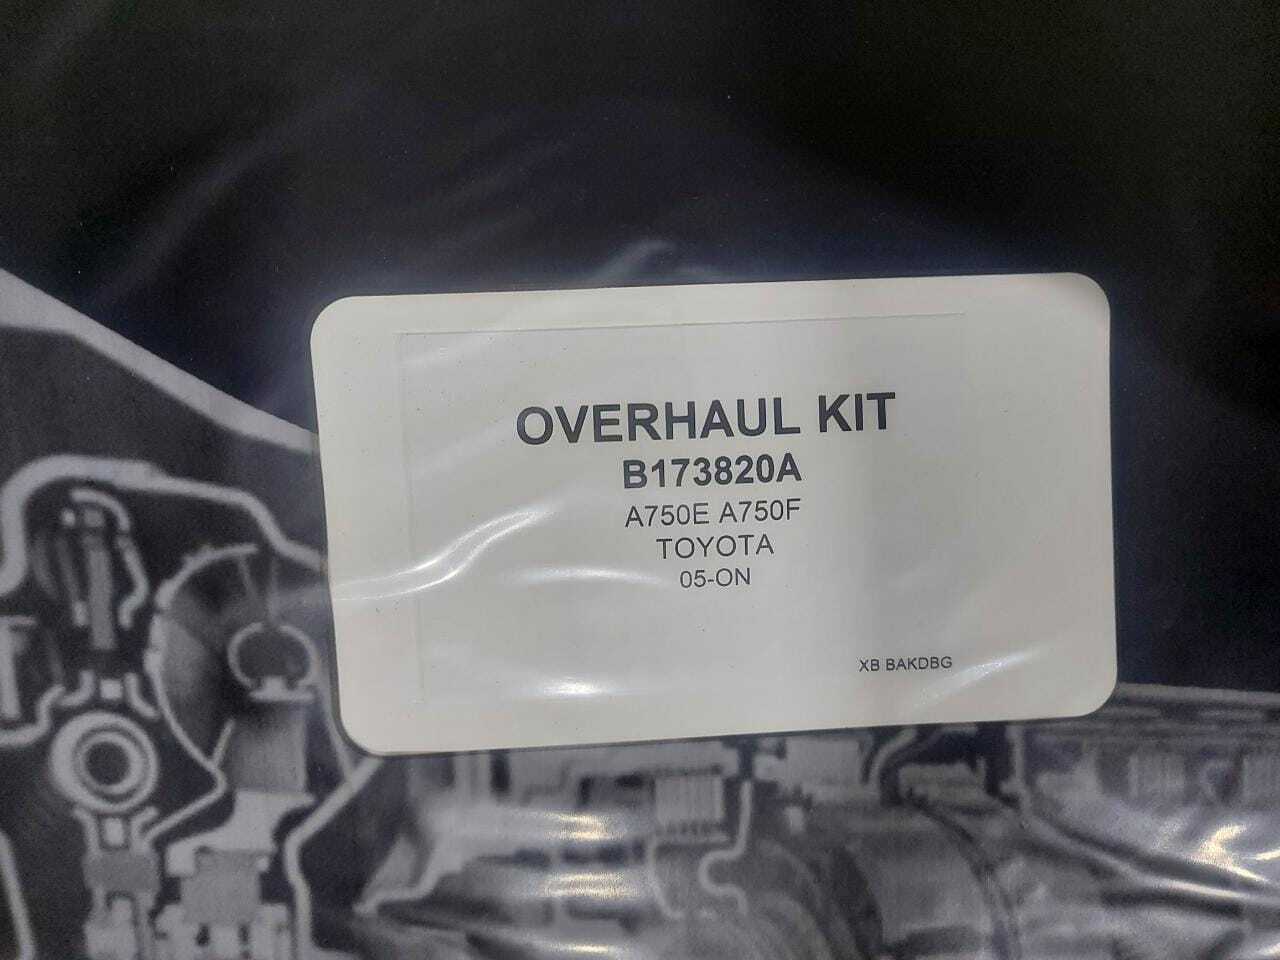 OVERHAUL KIT
B173820A
A750E A750F
TOYOTA
05-ON
XB BAKDBG